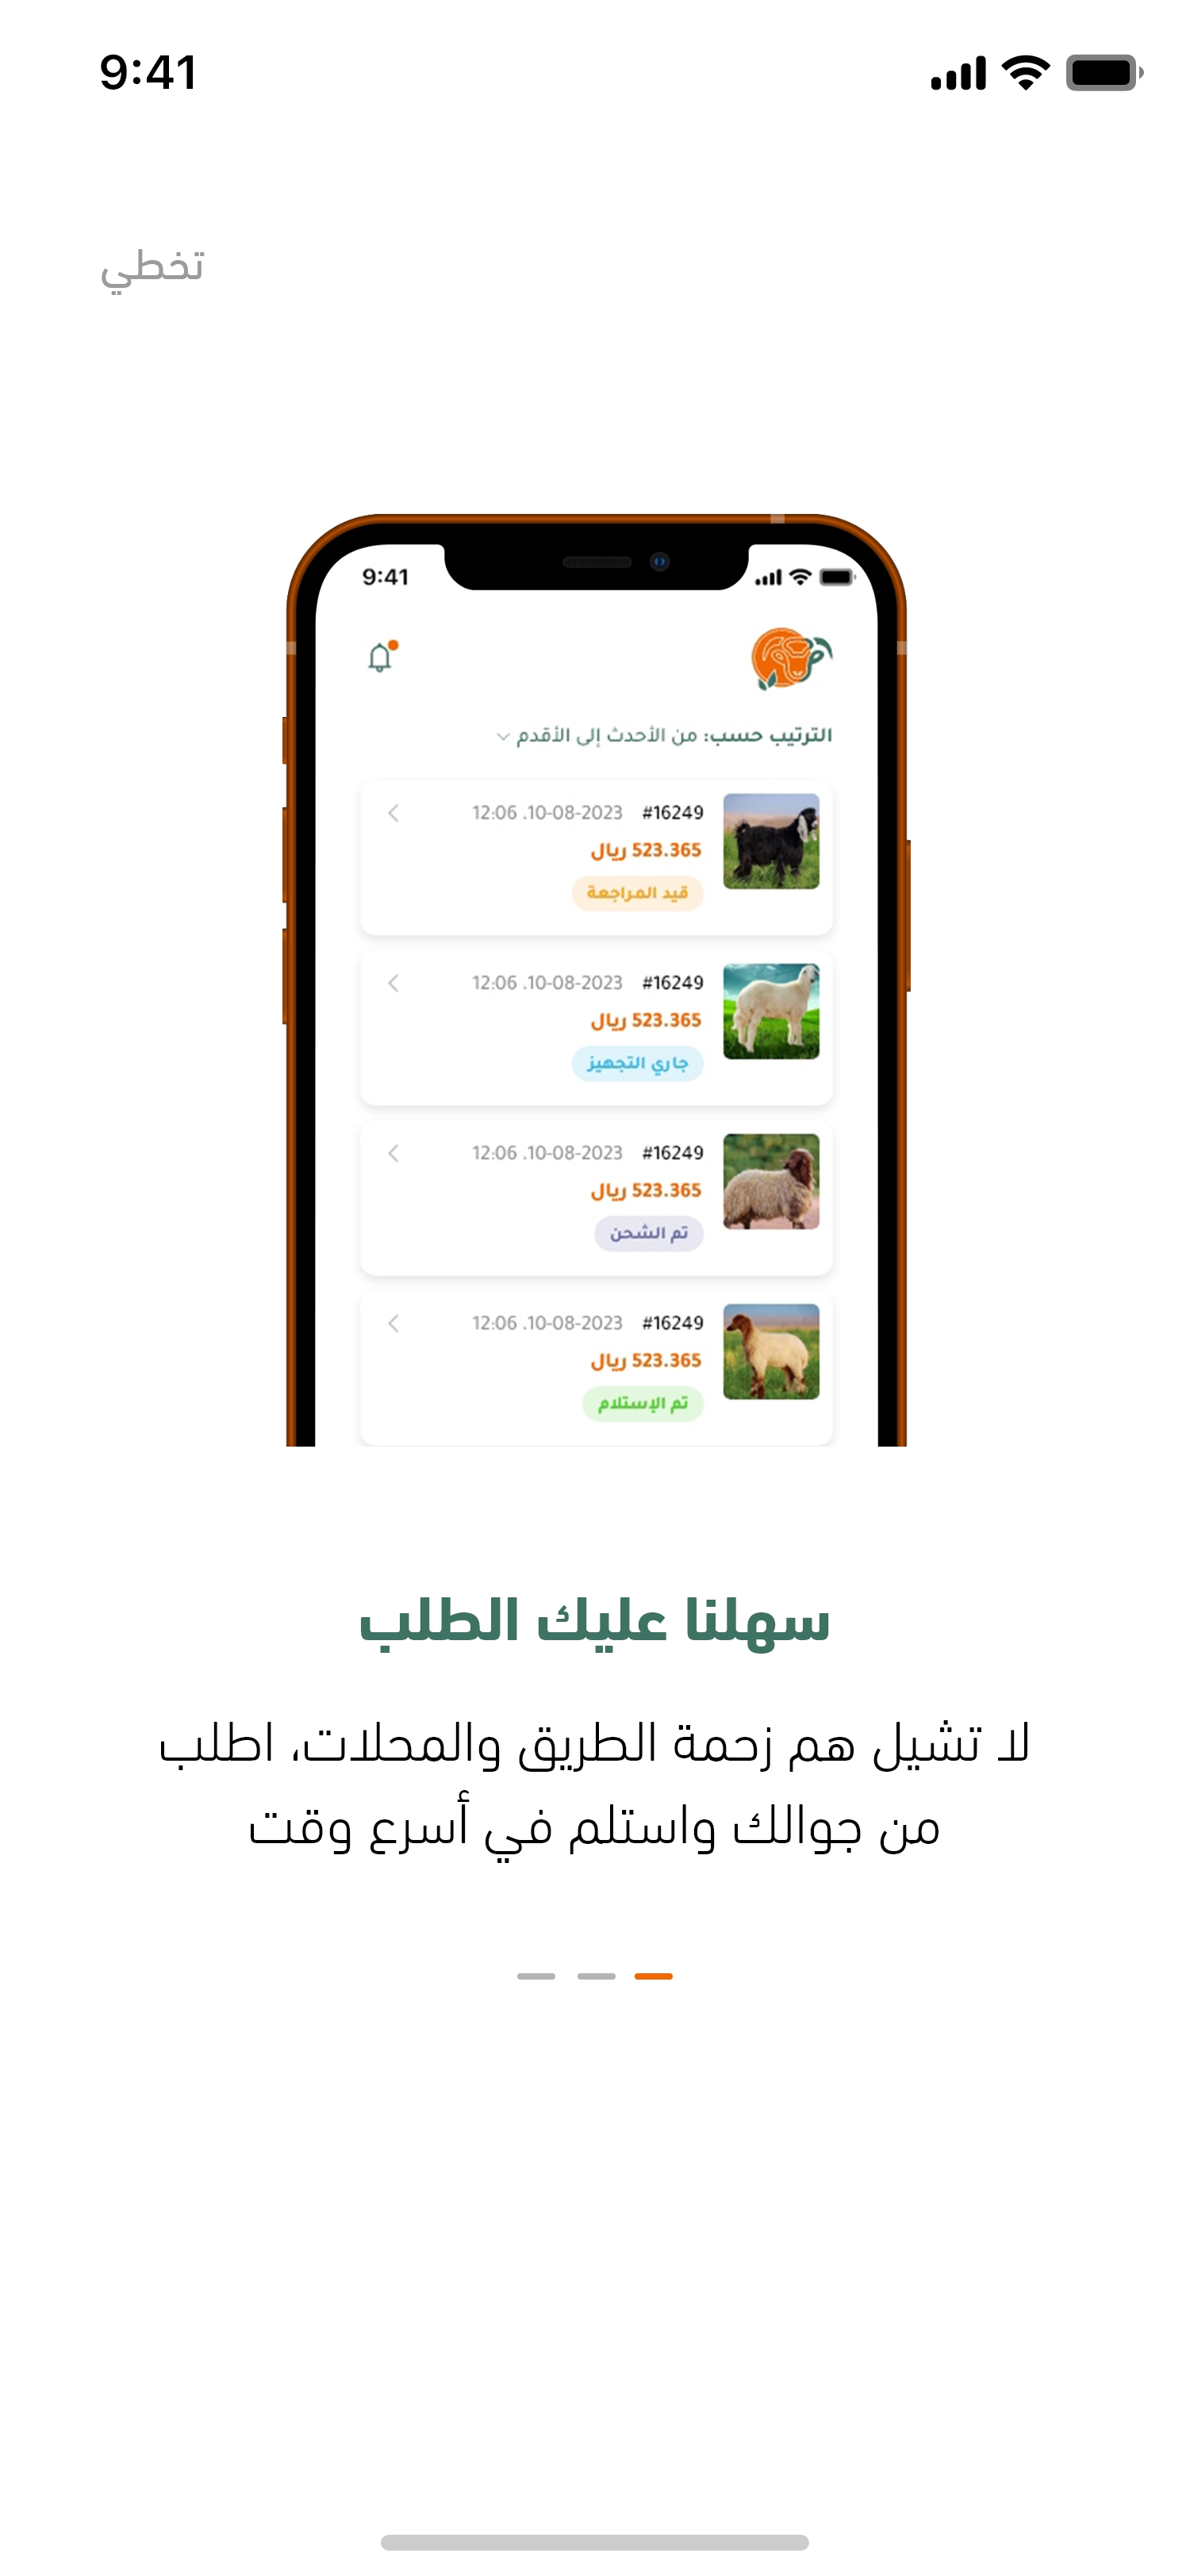 9:41
تخطي
9:41
الترتيب حسب: من الأحدث إلى الأقدم
#16249 10-08-2023. 12:06
523.365 ريال
قيد المراجعة
#16249 10-08-2023. 12:06
523.365 ريال
جاري التجهيز
#16249 10-08-2023. 12:06
523.365 ريال
تم الشحن
#16249 10-08-2023. 12:06
523.365 ريال
تم الإستلام
سهلنا عليك الطلب
لا تشيل هم زحمة الطريق والمحلات، اطلب
من جوالك واستلم في أسرع وقت